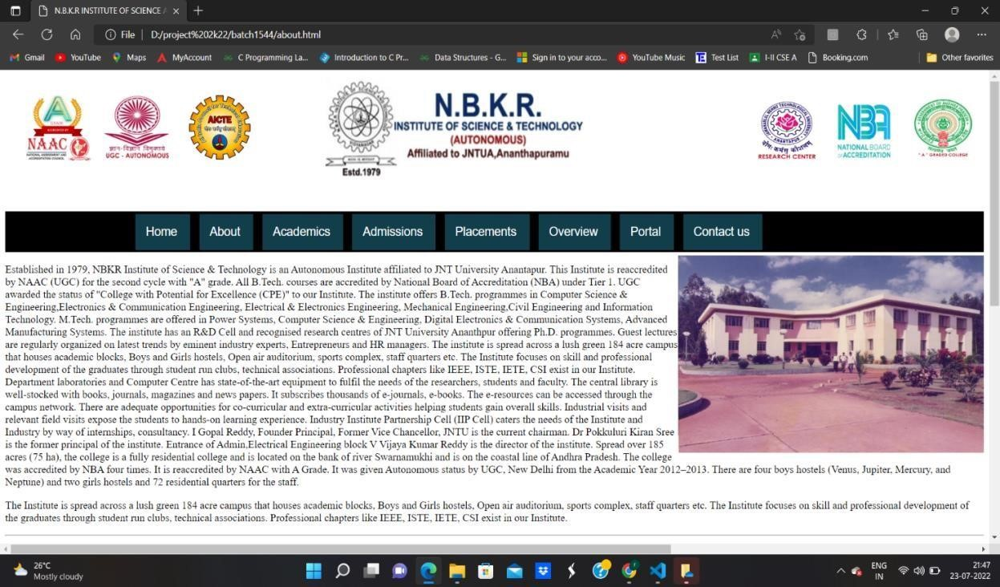 N.B.K.R INSTITUTE OF SCIENCE
File
D:/project%202k22/batch1544/about.html
Gmail
YouTube
Maps
MyAccount
C Programming La...
Introduction to C Pr...
Data Structures - G...
Sign in to your acco...
YouTube Music
Test List
I-II CSE A
Booking.com
Other favorites
NAAC
UGC - AUTONOMOUS
AICTE
N.B.K.R.
INSTITUTE OF SCIENCE & TECHNOLOGY
(AUTONOMOUS)
Affiliated to JNTUA,Ananthapuramu
Estd.1979
RESEARCH CENTER
NBA
NATIONAL BOARD
of ACCREDITATION
"A" GRADED COLLEGE
Home
About
Academics
Admissions
Placements
Overview
Portal
Contact us
Established in 1979, NBKR Institute of Science & Technology is an Autonomous Institute affiliated to JNT University Anantapur. This Institute is reaccredited
by NAAC (UGC) for the second cycle with "A" grade. All B.Tech. courses are accredited by National Board of Accreditation (NBA) under Tier 1. UGC
awarded the status of "College with Potential for Excellence (CPE)" to our Institute. The institute offers B.Tech. programmes in Computer Science &
Engineering,Electronics & Communication Engineering, Electrical & Electronics Engineering, Mechanical Engineering,Civil Engineering and Information
Technology. M.Tech. programmes are offered in Power Systems, Computer Science & Engineering, Digital Electronics & Communication Systems, Advanced
Manufacturing Systems. The institute has an R&D Cell and recognised research centres of JNT University Ananthpur offering Ph.D. programmes. Guest lectures
are regularly organized on latest trends by eminent industry experts, Entrepreneurs and HR managers. The institute is spread across a lush green 184 acre campus
that houses academic blocks, Boys and Girls hostels, Open air auditorium, sports complex, staff quarters etc. The Institute focuses on skill and professional
development of the graduates through student run clubs, technical associations. Professional chapters like IEEE, ISTE, IETE, CSI exist in our Institute.
Department laboratories and Computer Centre has state-of-the-art equipment to fulfil the needs of the researchers, students and faculty. The central library is
well-stocked with books, journals, magazines and news papers. It subscribes thousands of e-journals, e-books. The e-resources can be accessed through the
campus network. There are adequate opportunities for co-curricular and extra-curricular activities helping students gain overall skills. Industrial visits and
relevant field visits expose the students to hands-on learning experience. Industry Institute Partnership Cell (IIP Cell) caters the needs of the Institute and
Industry by way of internships, consultancy. I Gopal Reddy, Founder Principal, Former Vice Chancellor, JNTU is the current chairman. Dr Pokkuluri Kiran Sree
is the former principal of the institute. Entrance of Admin,Electrical Engineering block V Vijaya Kumar Reddy is the director of the institute. Spread over 185
acres (75 ha), the college is a fully residential college and is located on the bank of river Swarnamukhi and is on the coastal line of Andhra Pradesh. The college
was accredited by NBA four times. It is reaccredited by NAAC with A Grade. It was given Autonomous status by UGC, New Delhi from the Academic Year 2012–2013. There are four boys hostels (Venus, Jupiter, Mercury, and
Neptune) and two girls hostels and 72 residential quarters for the staff.
The Institute is spread across a lush green 184 acre campus that houses academic blocks, Boys and Girls hostels, Open air auditorium, sports complex, staff quarters etc. The Institute focuses on skill and professional development of
the graduates through student run clubs, technical associations. Professional chapters like IEEE, ISTE, IETE, CSI exist in our Institute.
26°C
Mostly cloudy
ENG
IN
21:47
23-07-2022